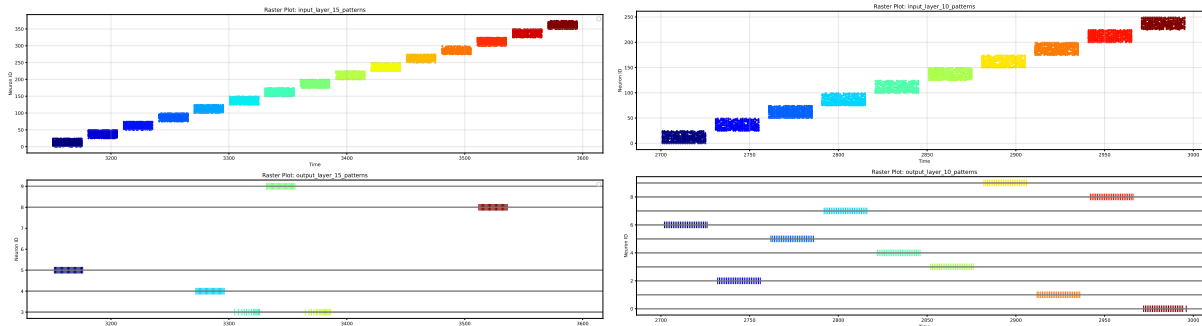 Raster Plot: input_layer_15_patterns
Neuron ID
350
300
250
200
150
100
50
0
3200 3300 3400 3500 3600
Time
Raster Plot: input_layer_10_patterns
Neuron ID
250
200
150
100
50
0
2700 2750 2800 2850 2900 2950 3000
Time
Raster Plot: output_layer_15_patterns
Neuron ID
9
8
7
6
5
4
3
3200 3300 3400 3500 3600
Time
Raster Plot: output_layer_10_patterns
Neuron ID
8
6
4
2
0
2700 2750 2800 2850 2900 2950 3000
Time